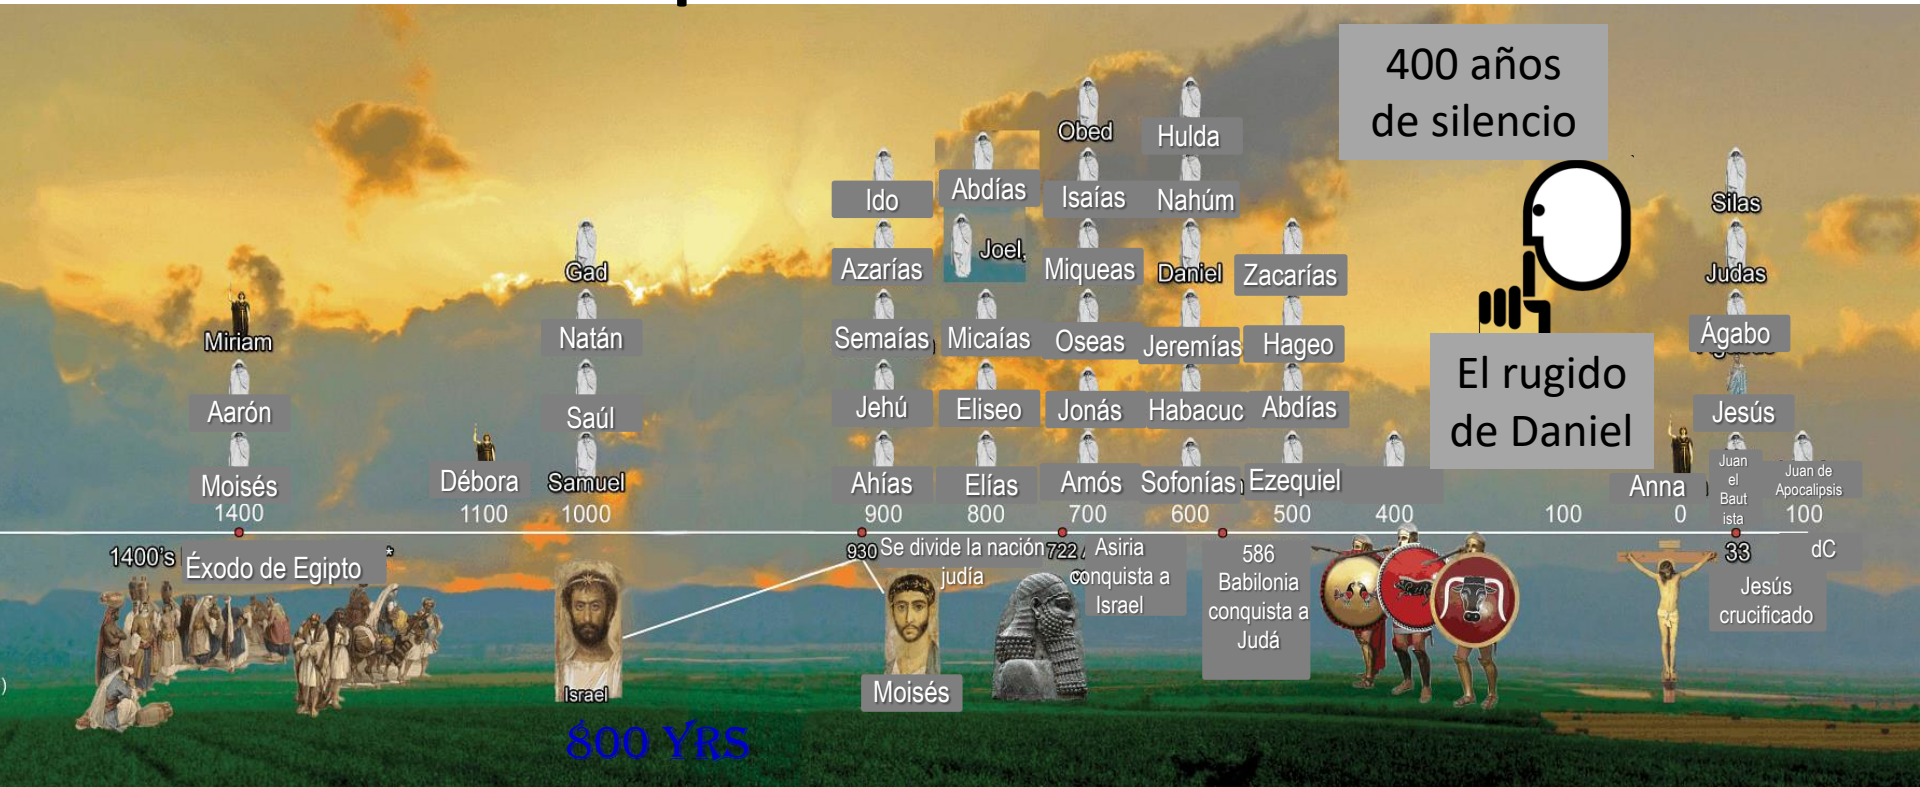 400 años
de silencio
Obed
Hulda
Ido
Abdías
Isaías
Nahúm
Silas
Gad
Azarías
Joel,
Miqueas
Daniel
Zacarías
Judas
Miriam
Natán
Semaías
Micaías
Oseas
Jeremías
Hageo
Ágabo
El rugido
de Daniel
Aarón
Saúl
Jehú
Eliseo
Jonás
Habacuc
Abdías
Jesús
Moisés
Débora
Samuel
Ahías
Elías
Amós
Sofonías
Ezequiel
Anna
Juan
el
Baut
ista
Juan de
Apocalipsis
1400
1100
1000
900
800
700
600
500
400
100
0
100
1400's
Éxodo de Egipto
*
930
Se divide la nación
judía
722
Asiria
conquista a
Israel
586
Babilonia
conquista a
Judá
33
dC
Jesús
crucificado
)
Israel
Moisés
800 YRS